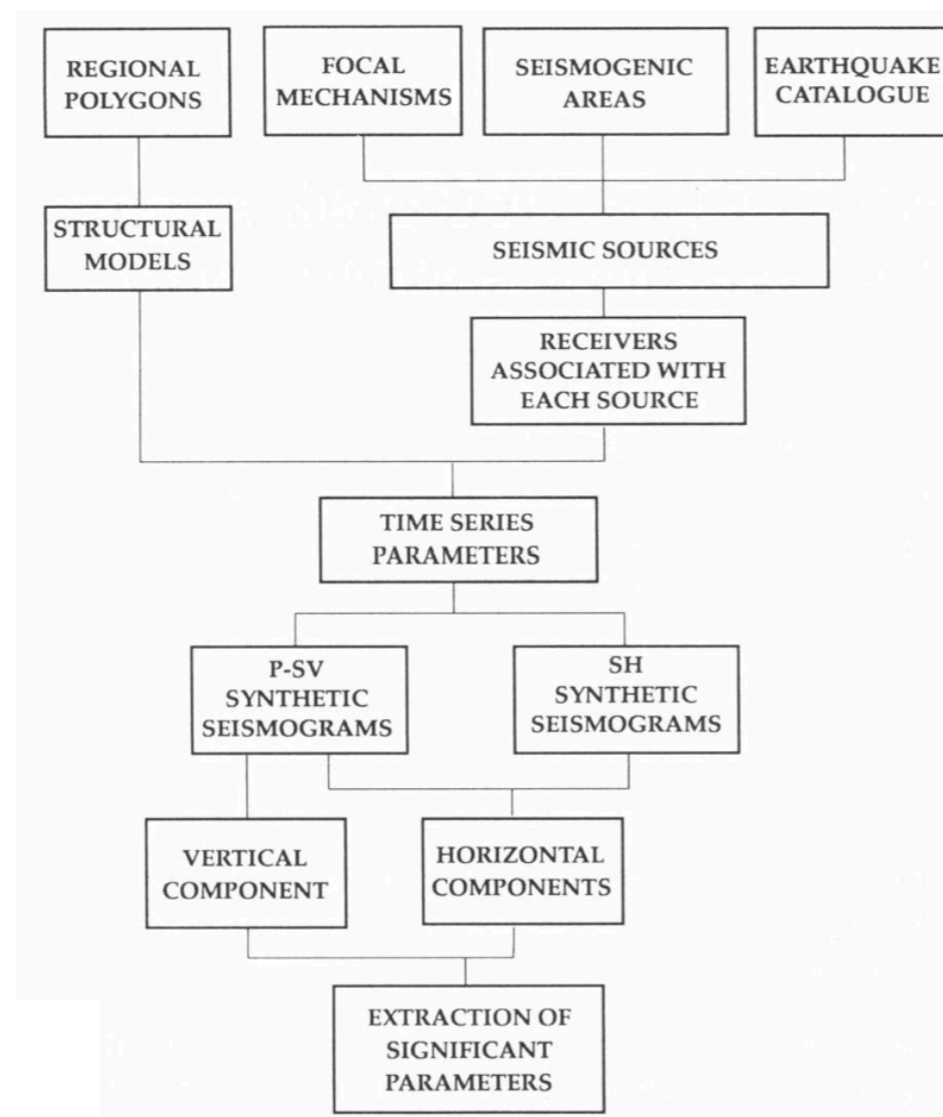 REGIONAL
POLYGONS
FOCAL
MECHANISMS
SEISMOGENIC
AREAS
EARTHQUAKE
CATALOGUE
STRUCTURAL
MODELS
SEISMIC SOURCES
RECEIVERS
ASSOCIATED WITH
EACH SOURCE
TIME SERIES
PARAMETERS
P-SV
SYNTHETIC
SEISMOGRAMS
SH
SYNTHETIC
SEISMOGRAMS
VERTICAL
COMPONENT
HORIZONTAL
COMPONENTS
EXTRACTION OF
SIGNIFICANT
PARAMETERS